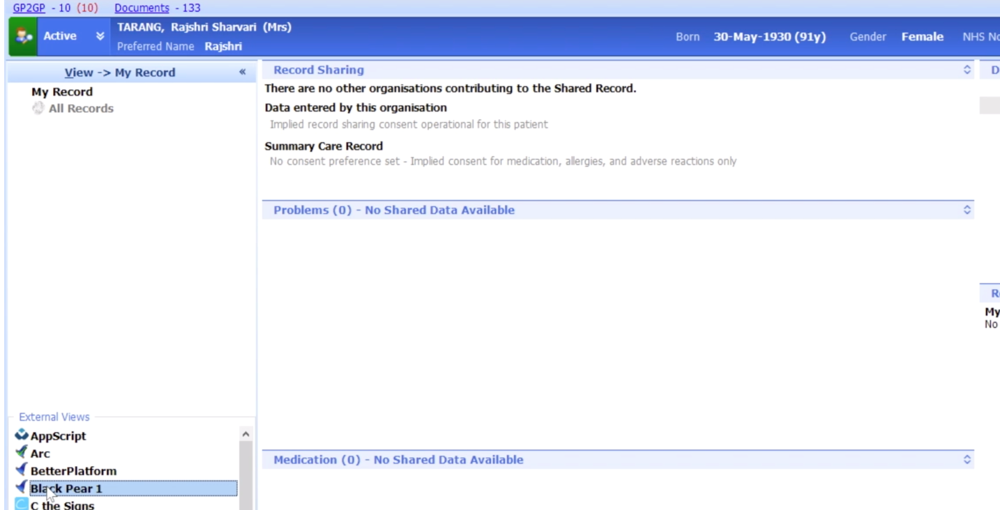 GP2GP - 10 (10) Documents - 133
Active TARANG, Rajshri Sharvari (Mrs) Born 30-May-1930 (91y) Gender Female NHS
Preferred Name Rajshri
View -> My Record «
My Record
All Records
Record Sharing
There are no other organisations contributing to the Shared Record.
Data entered by this organisation
Implied record sharing consent operational for this patient
Summary Care Record
No consent preference set - Implied consent for medication, allergies, and adverse reactions only
Problems (0) - No Shared Data Available
My
No
External Views
AppScript
Arc
BetterPlatform
Black Pear 1
C the Signs
Medication (0) - No Shared Data Available